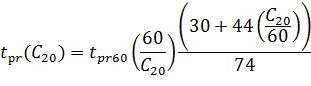 t_pr(C_20) = t_pr60 (60/C_20) (30 + 44(C_20/60))/74